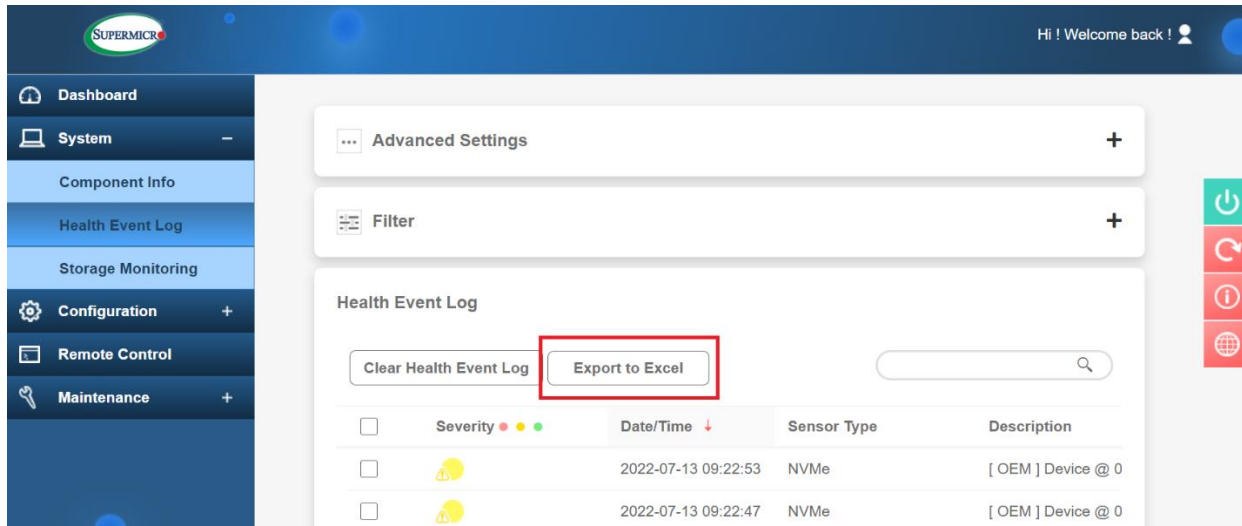 SUPERMICRO
Hi ! Welcome back !
Dashboard
System
Component Info
Health Event Log
Storage Monitoring
Configuration
Remote Control
Maintenance
Advanced Settings
Filter
Health Event Log
Clear Health Event Log Export to Excel
Severity Date/Time Sensor Type Description
2022-07-13 09:22:53 NVMe [ OEM ] Device @ 0
2022-07-13 09:22:47 NVMe [ OEM ] Device @ 0